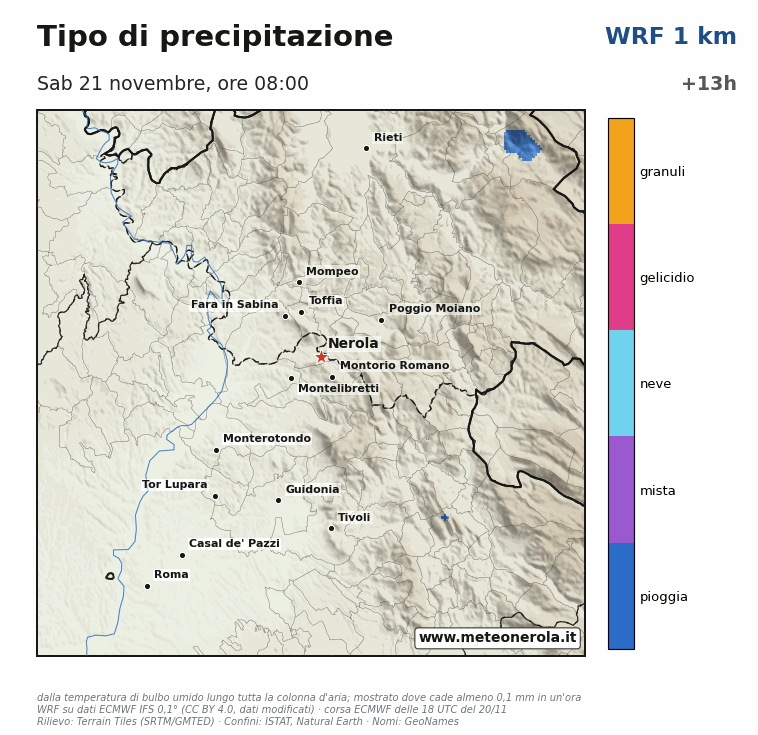 Tipo di precipitazione
WRF 1 km
Sab 21 novembre, ore 08:00
+13h
Rieti
granuli
Mompeo
Toffia
Fara in Sabina
Poggio Moiano
gelicidio
Nerola
Montorio Romano
Montelibretti
neve
Monterotondo
Tor Lupara
Guidonia
mista
Tivoli
Casal de' Pazzi
Roma
pioggia
www.meteonerola.it
dalla temperatura di bulbo umido lungo tutta la colonna d'aria; mostrato dove cade almeno 0,1 mm in un'ora
WRF su dati ECMWF IFS 0,1° (CC BY 4.0, dati modificati) · corsa ECMWF delle 18 UTC del 20/11
Rilievo: Terrain Tiles (SRTM/GMTED) · Confini: ISTAT, Natural Earth · Nomi: GeoNames